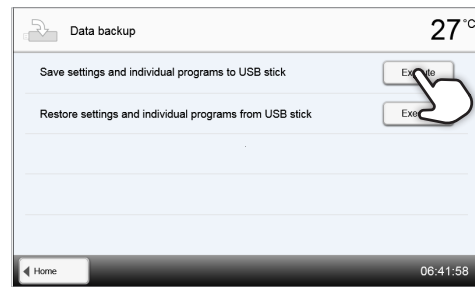 Data backup
27°C
Save settings and individual programs to USB stick
Restore settings and individual programs from USB stick
Home
06:41:58